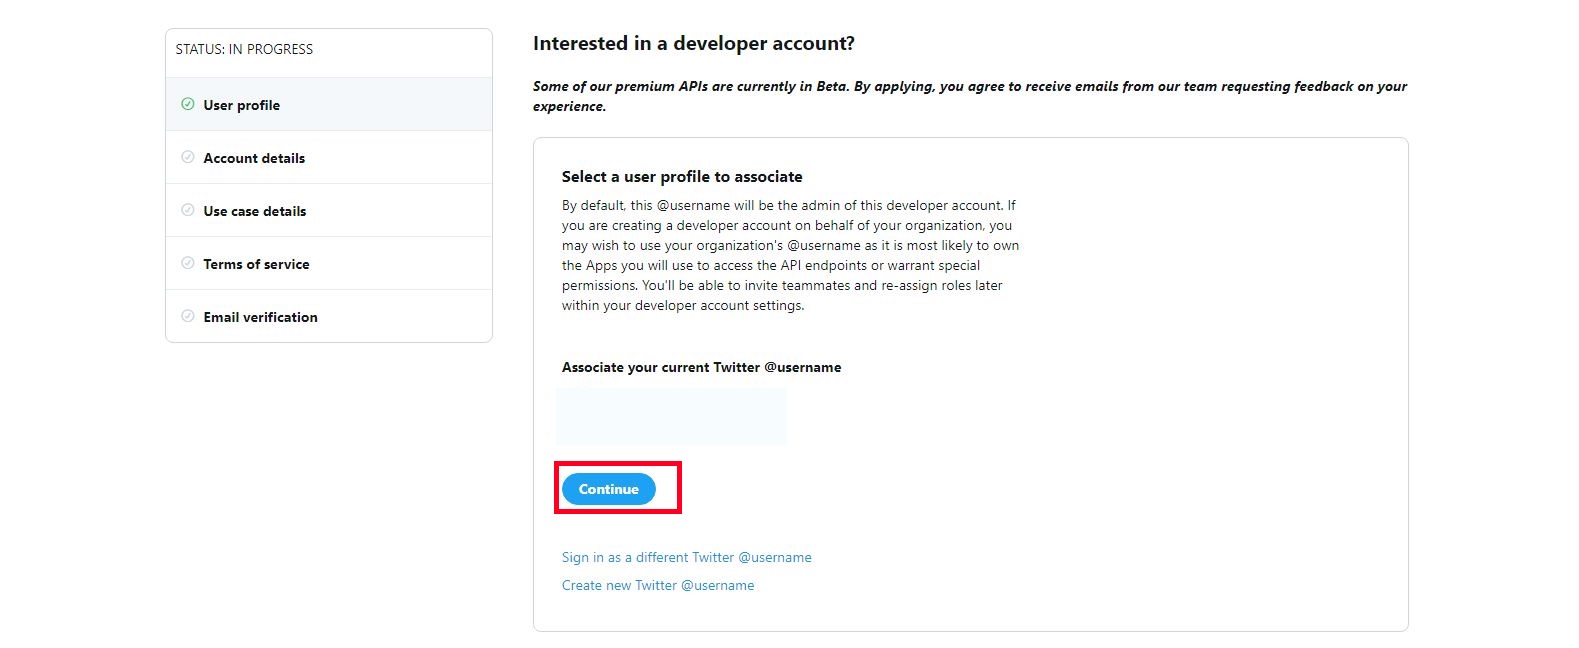 STATUS: IN PROGRESS
User profile
Account details
Use case details
Terms of service
Email verification
Interested in a developer account?
Some of our premium APIs are currently in Beta. By applying, you agree to receive emails from our team requesting feedback on your
experience.
Select a user profile to associate
By default, this @username will be the admin of this developer account. If
you are creating a developer account on behalf of your organization, you
may wish to use your organization's @username as it is most likely to own
the Apps you will use to access the API endpoints or warrant special
permissions. You'll be able to invite teammates and re-assign roles later
within your developer account settings.
Associate your current Twitter @username
Continue
Sign in as a different Twitter @username
Create new Twitter @username